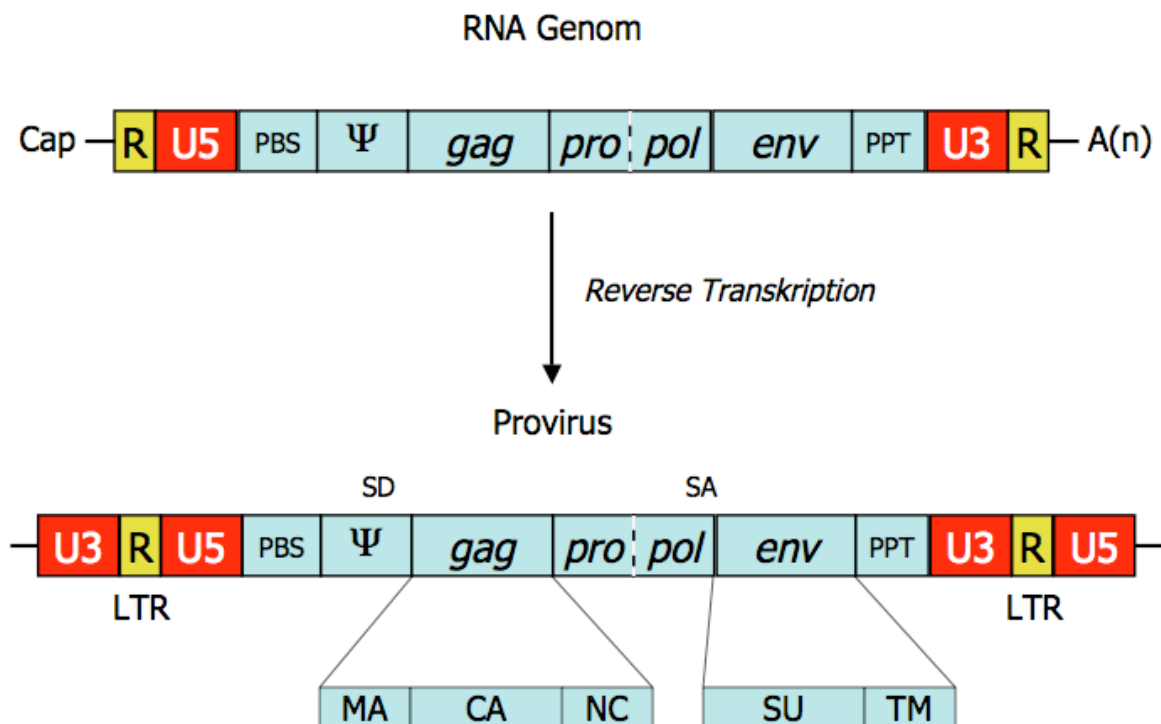 RNA Genom
Cap R U5 PBS Ψ gag pro pol env PPT U3 R A(n)
Reverse Transkription
Provirus
SD SA
U3 R U5 PBS Ψ gag pro pol env PPT U3 R U5
LTR LTR
MA CA NC SU TM